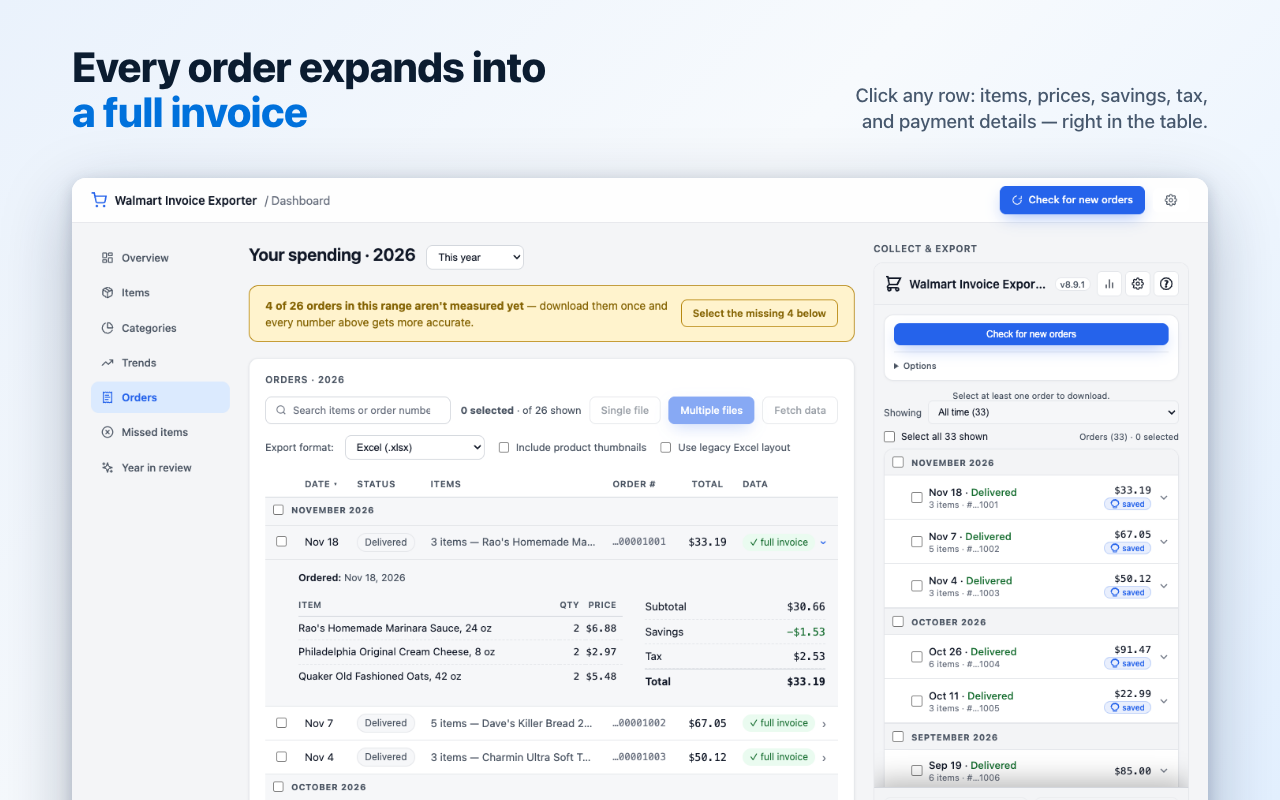 Every order expands into
a full invoice
Click any row: items, prices, savings, tax,
and payment details — right in the table.
Walmart Invoice Exporter / Dashboard
Check for new orders
Overview
Items
Categories
Trends
Orders
Missed items
Year in review
Your spending · 2026
This year
4 of 26 orders in this range aren't measured yet — download them once and
every number above gets more accurate.
Select the missing 4 below
ORDERS · 2026
Search items or order numbe
0 selected · of 26 shown
Single file
Multiple files
Fetch data
Export format:
Excel (.xlsx)
Include product thumbnails
Use legacy Excel layout
DATE STATUS ITEMS ORDER # TOTAL DATA
NOVEMBER 2026
Nov 18 Delivered 3 items — Rao's Homemade Ma... ...00001001 $33.19 ✓ full invoice
Ordered: Nov 18, 2026
ITEM QTY PRICE
Rao's Homemade Marinara Sauce, 24 oz 2 $6.88
Philadelphia Original Cream Cheese, 8 oz 2 $2.97
Quaker Old Fashioned Oats, 42 oz 2 $5.48
Subtotal $30.66
Savings -$1.53
Tax $2.53
Total $33.19
Nov 7 Delivered 5 items — Dave's Killer Bread 2... ...00001002 $67.05 ✓ full invoice ›
Nov 4 Delivered 3 items — Charmin Ultra Soft T... ...00001003 $50.12 ✓ full invoice ›
OCTOBER 2026
COLLECT & EXPORT
Walmart Invoice Expor... v8.9.1
Check for new orders
Options
Select at least one order to download.
Showing All time (33)
Select all 33 shown Orders (33) · 0 selected
NOVEMBER 2026
Nov 18 · Delivered $33.19
3 items · #...1001 saved
Nov 7 · Delivered $67.05
5 items · #...1002 saved
Nov 4 · Delivered $50.12
3 items · #...1003 saved
OCTOBER 2026
Oct 26 · Delivered $91.47
6 items · #...1004 saved
Oct 11 · Delivered $22.99
3 items · #...1005 saved
SEPTEMBER 2026
Sep 19 · Delivered $85.00
6 items · #...1006